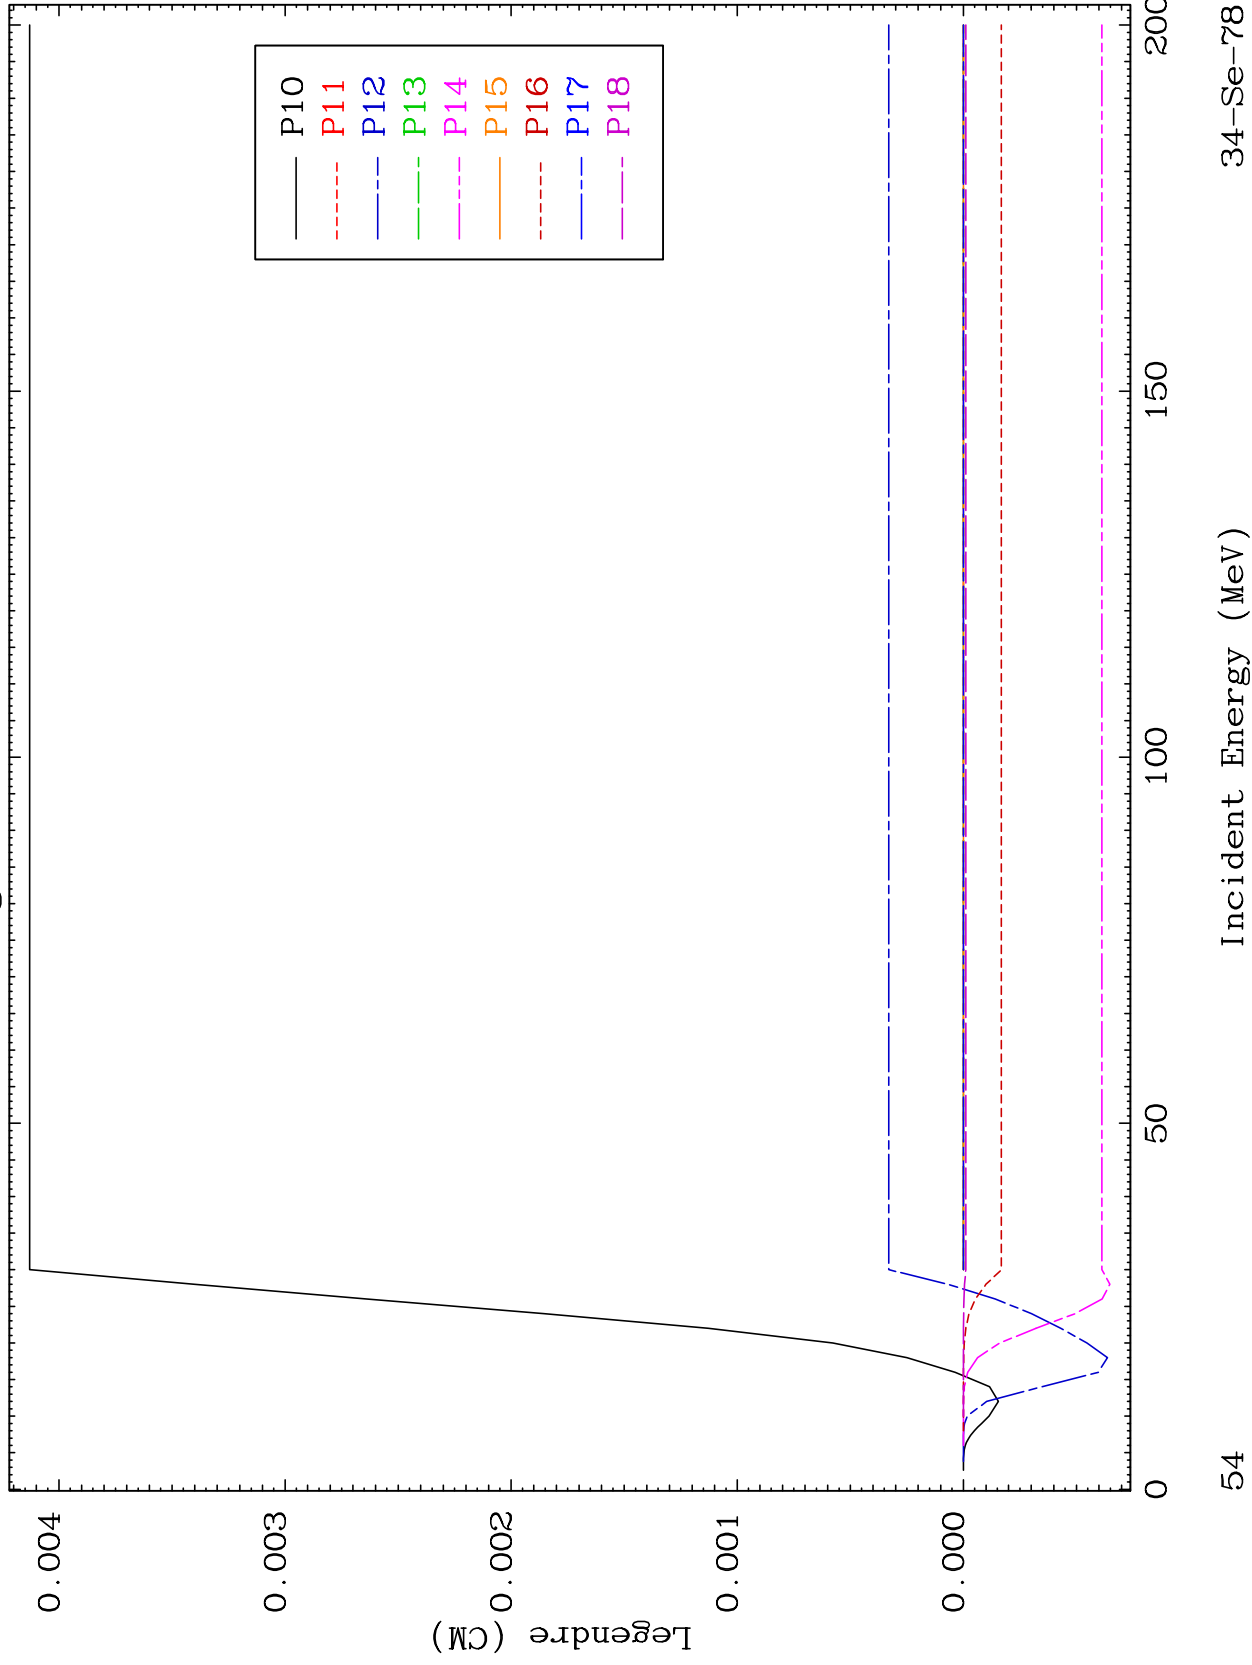 P10
P11
P12
P13
P14
P15
P16
P17
P18
0.004
0.003
0.002
0.001
0.000
Legendre (CM)
0
50
100
150
200
Incident Energy (MeV)
54
34-Se-78